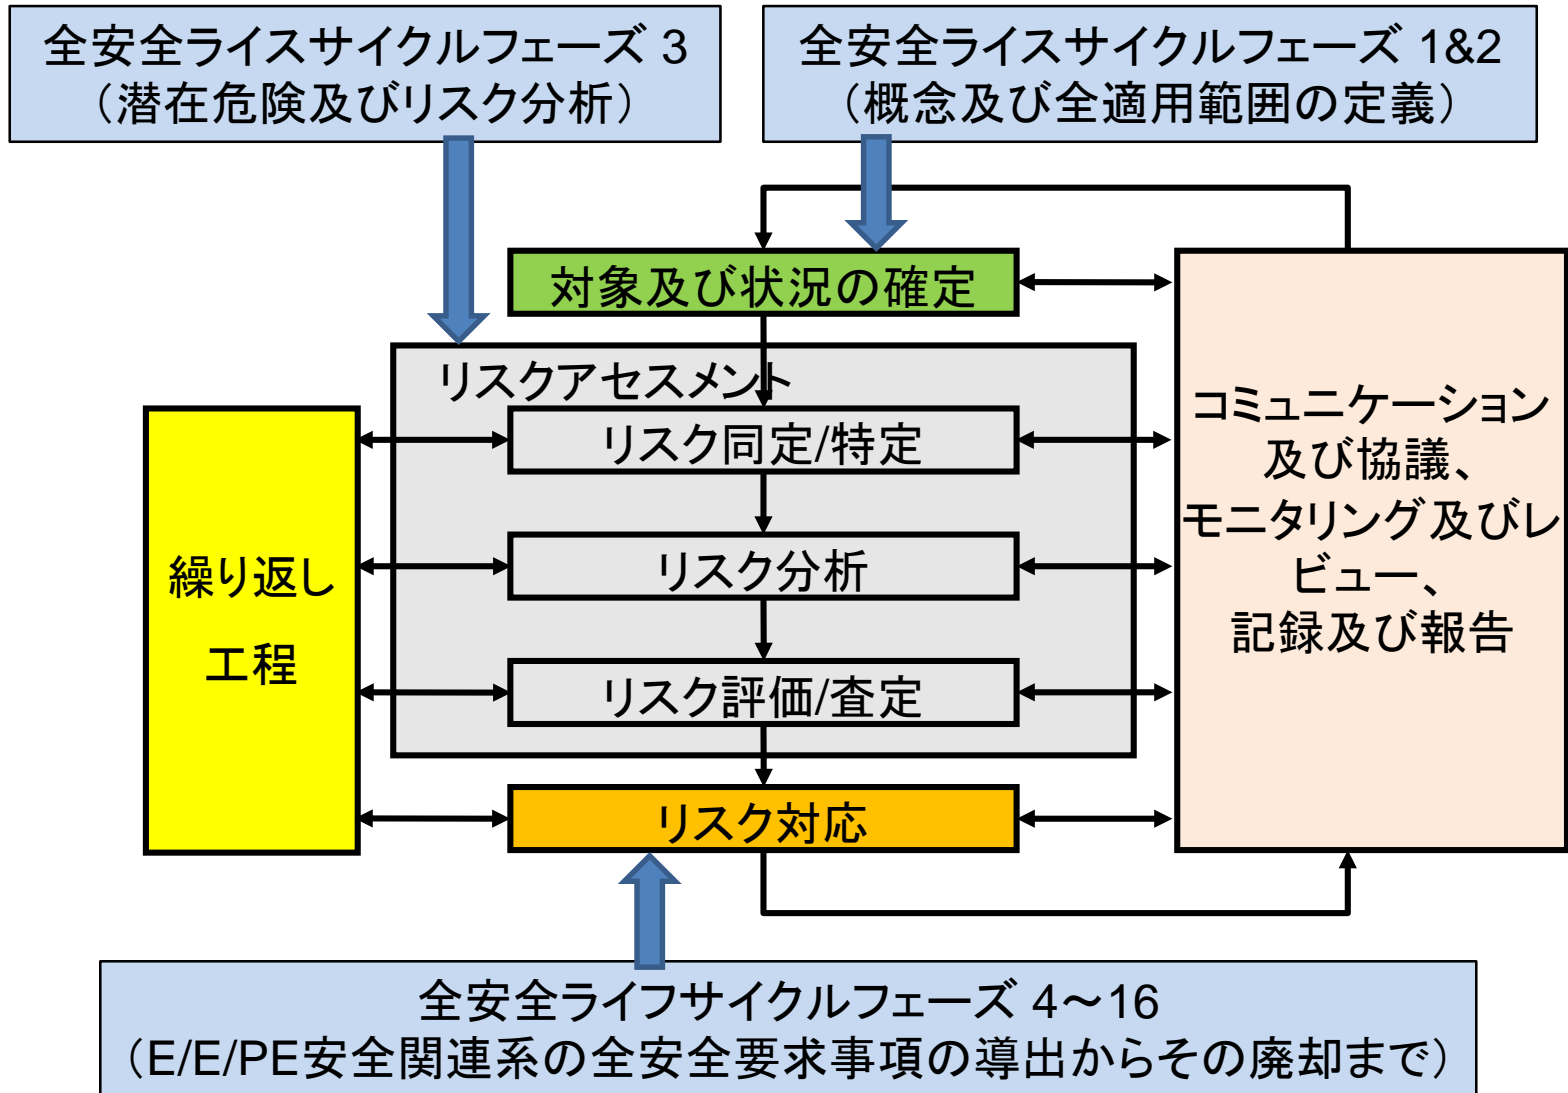 全安全ライスサイクルフェーズ 3
（潜在危険及びリスク分析）
全安全ライスサイクルフェーズ 1&2
（概念及び全適用範囲の定義）
対象及び状況の確定
リスクアセスメント
リスク同定/特定
リスク分析
リスク評価/査定
リスク対応
繰り返し
工程
コミュニケーション
及び協議、
モニタリング及びレ
ビュー、
記録及び報告
全安全ライフサイクルフェーズ 4～16
（E/E/PE安全関連系の全安全要求事項の導出からその廃却まで）